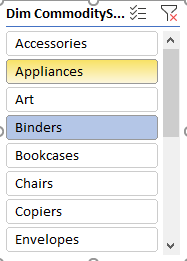 Dim CommodityS...
Accessories
Appliances
Art
Binders
Bookcases
Chairs
Copiers
Envelopes